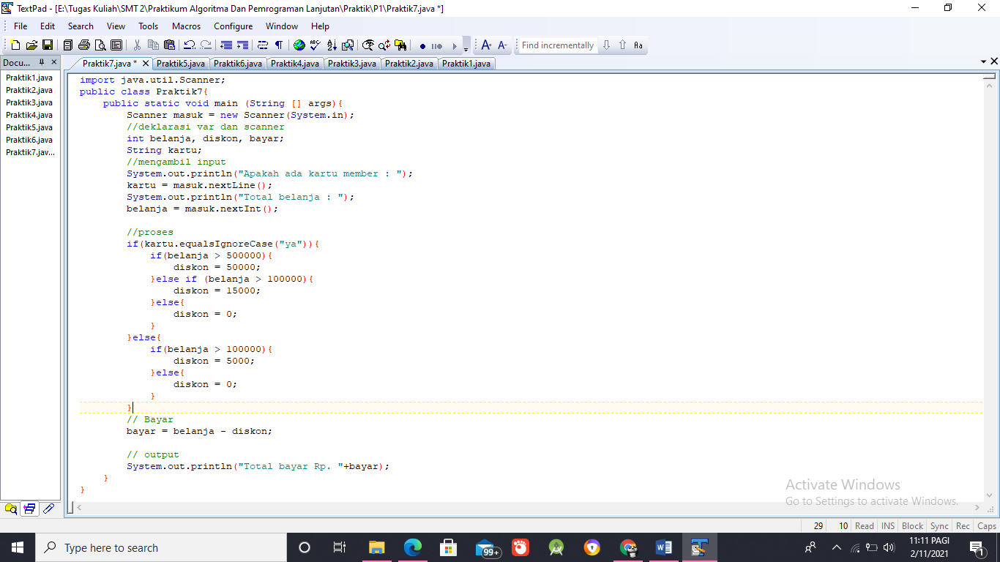 TextPad - [E:\Tugas Kuliah\SMT 2\Praktikum Algoritma Dan Pemrograman Lanjutan\Praktik\P1\Praktik7.java *]
File Edit Search View Tools Macros Configure Window Help
Find incrementally Aa
Docu... Praktik7.java * Praktik5.java Praktik6.java Praktik4.java Praktik3.java Praktik2.java Praktik1.java
Praktik1.java
Praktik2.java
Praktik3.java
Praktik4.java
Praktik5.java
Praktik6.java
Praktik7.jav...
import java.util.Scanner;
public class Praktik7{
    public static void main (String [] args){
        Scanner masuk = new Scanner(System.in);
        //deklarasi var dan scanner
        int belanja, diskon, bayar;
        String kartu;
        //mengambil input
        System.out.println("Apakah ada kartu member : ");
        kartu = masuk.nextLine();
        System.out.println("Total belanja : ");
        belanja = masuk.nextInt();
        //proses
        if(kartu.equalsIgnoreCase("ya")){
            if(belanja > 500000){
                diskon = 50000;
            }else if (belanja > 100000){
                diskon = 15000;
            }else{
                diskon = 0;
            }
        }else{
            if(belanja > 100000){
                diskon = 5000;
            }else{
                diskon = 0;
            }
        }
        // Bayar
        bayar = belanja - diskon;
        // output
        System.out.println("Total bayar Rp. "+bayar);
    }
}
Activate Windows
Go to Settings to activate Windows.
29 10 Read INS Block Sync Rec Caps
Type here to search
99+
11:11 PAGI
2/11/2021
1